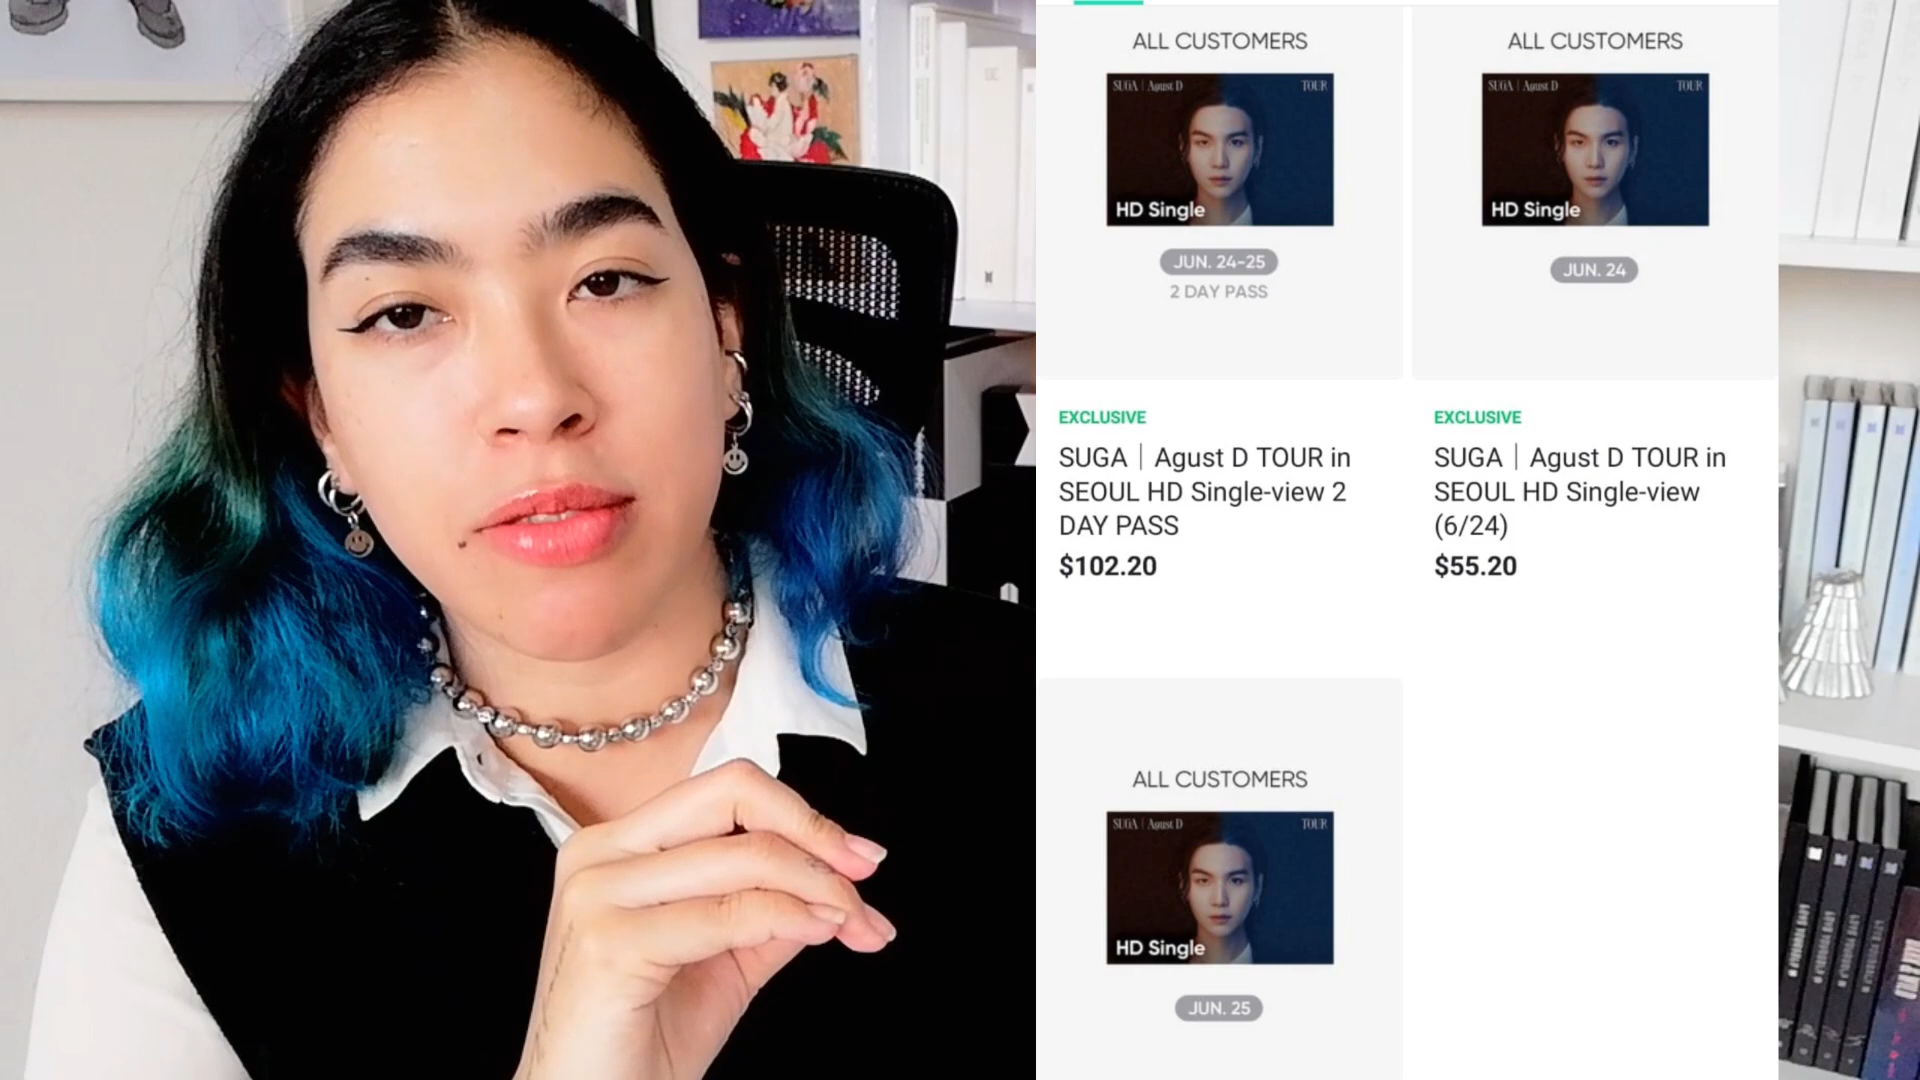 ALL CUSTOMERS
SUGA | Agust D TOUR
HD Single
JUN. 24-25
2 DAY PASS
EXCLUSIVE
SUGA | Agust D TOUR in
SEOUL HD Single-view 2
DAY PASS
$102.20
ALL CUSTOMERS
SUGA | Agust D TOUR
HD Single
JUN. 24
EXCLUSIVE
SUGA | Agust D TOUR in
SEOUL HD Single-view
(6/24)
$55.20
ALL CUSTOMERS
SUGA | Agust D TOUR
HD Single
JUN. 25